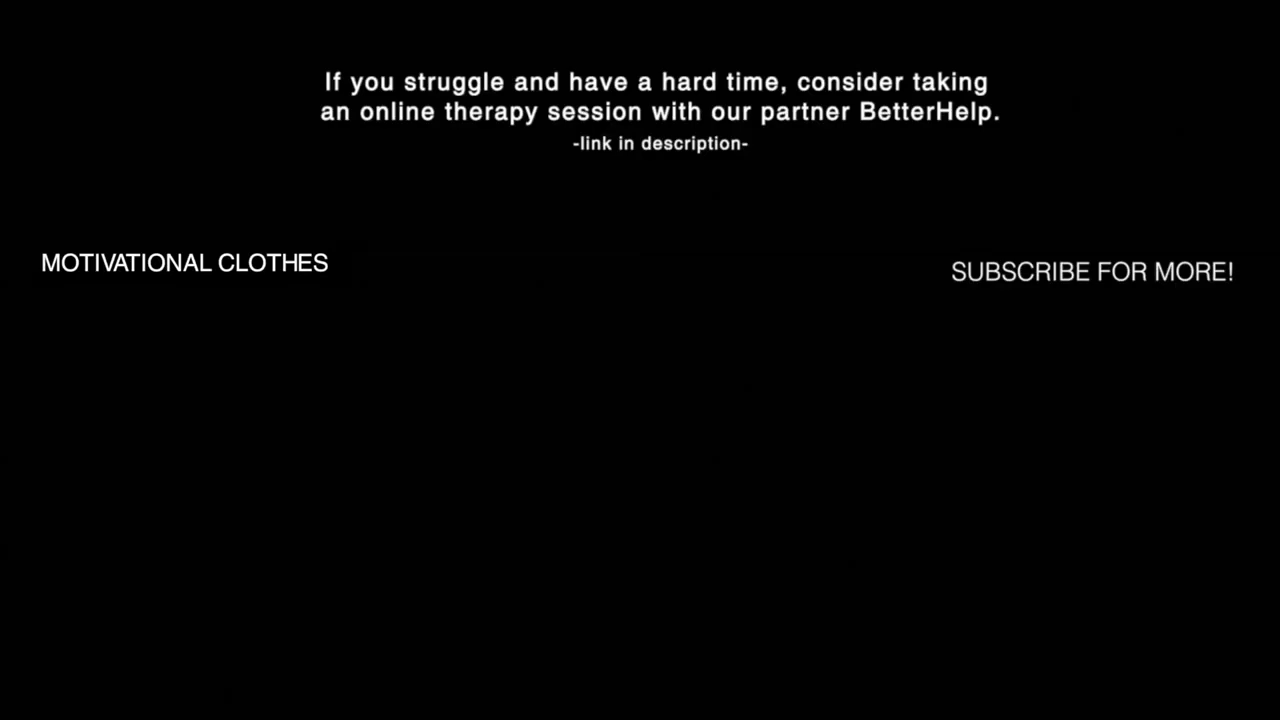 If you struggle and have a hard time, consider taking
an online therapy session with our partner BetterHelp.
-link in description-
MOTIVATIONAL CLOTHES
SUBSCRIBE FOR MORE!